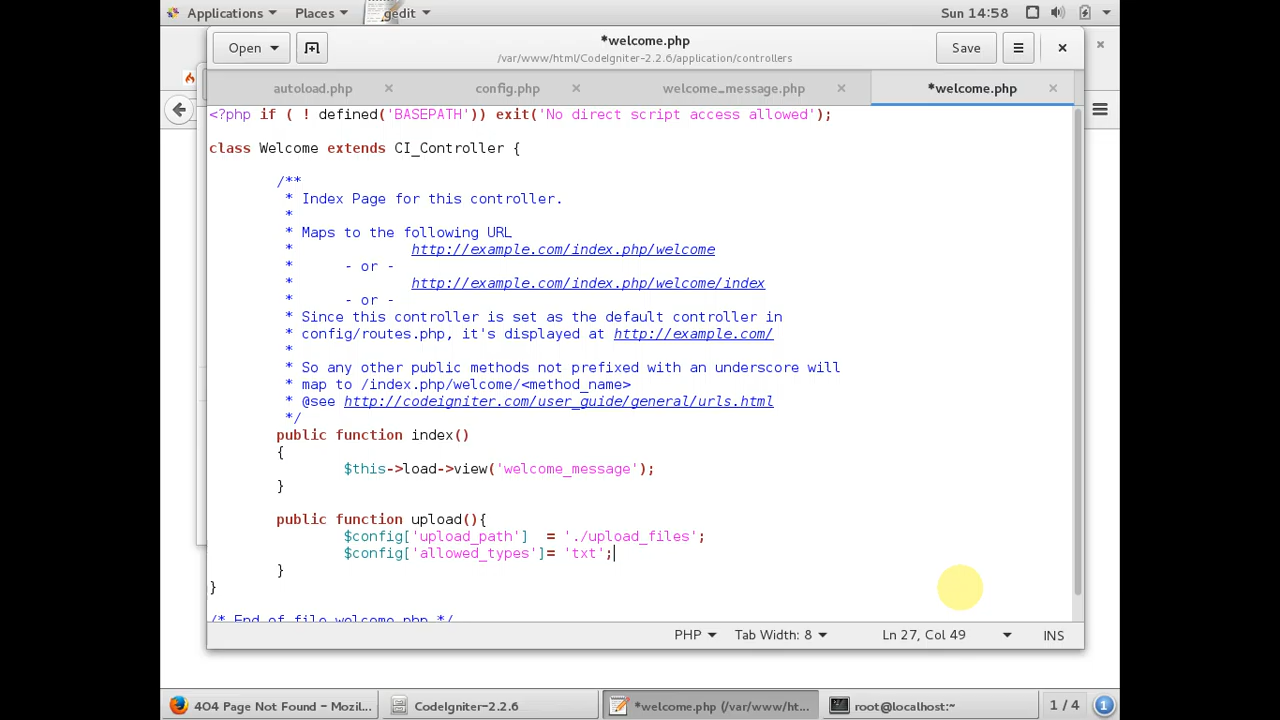 Applications Places gedit Sun 14:58
Open *welcome.php Save
/var/www/html/CodeIgniter-2.2.6/application/controllers
autoload.php config.php welcome_message.php *welcome.php
<?php if ( ! defined('BASEPATH')) exit('No direct script access allowed');
class Welcome extends CI_Controller {
/**
* Index Page for this controller.
*
* Maps to the following URL
* http://example.com/index.php/welcome
* - or -
* http://example.com/index.php/welcome/index
* - or -
* Since this controller is set as the default controller in
* config/routes.php, it's displayed at http://example.com/
*
* So any other public methods not prefixed with an underscore will
* map to /index.php/welcome/<method_name>
* @see http://codeigniter.com/user_guide/general/urls.html
*/
public function index()
{
$this->load->view('welcome_message');
}
public function upload(){
$config['upload_path'] = './upload_files';
$config['allowed_types']= 'txt';
}
}
/* End of file welcome.php */
PHP Tab Width: 8 Ln 27, Col 49 INS
404 Page Not Found - Mozil... CodeIgniter-2.2.6 *welcome.php (/var/www/ht... root@localhost:~ 1 / 4 1